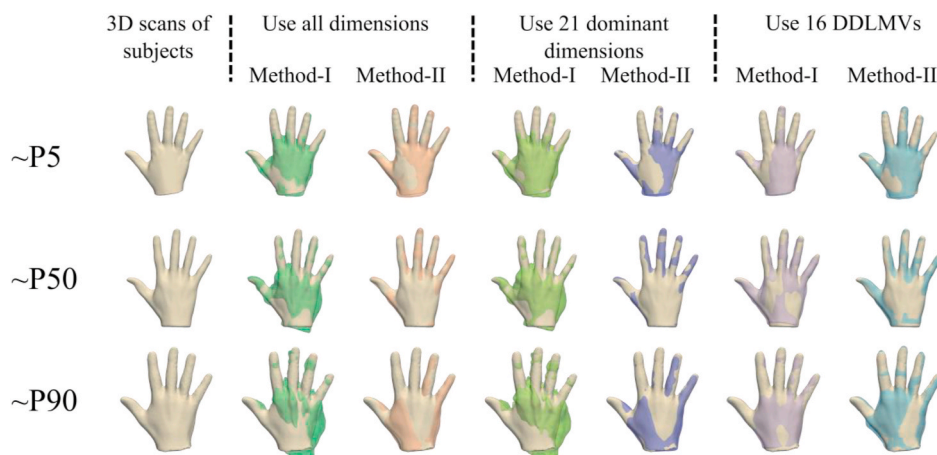 3D scans of
subjects
Use all dimensions
Use 21 dominant
dimensions
Use 16 DDLMVs
Method-I
Method-II
Method-I
Method-II
Method-I
Method-II
~P5
~P50
~P90